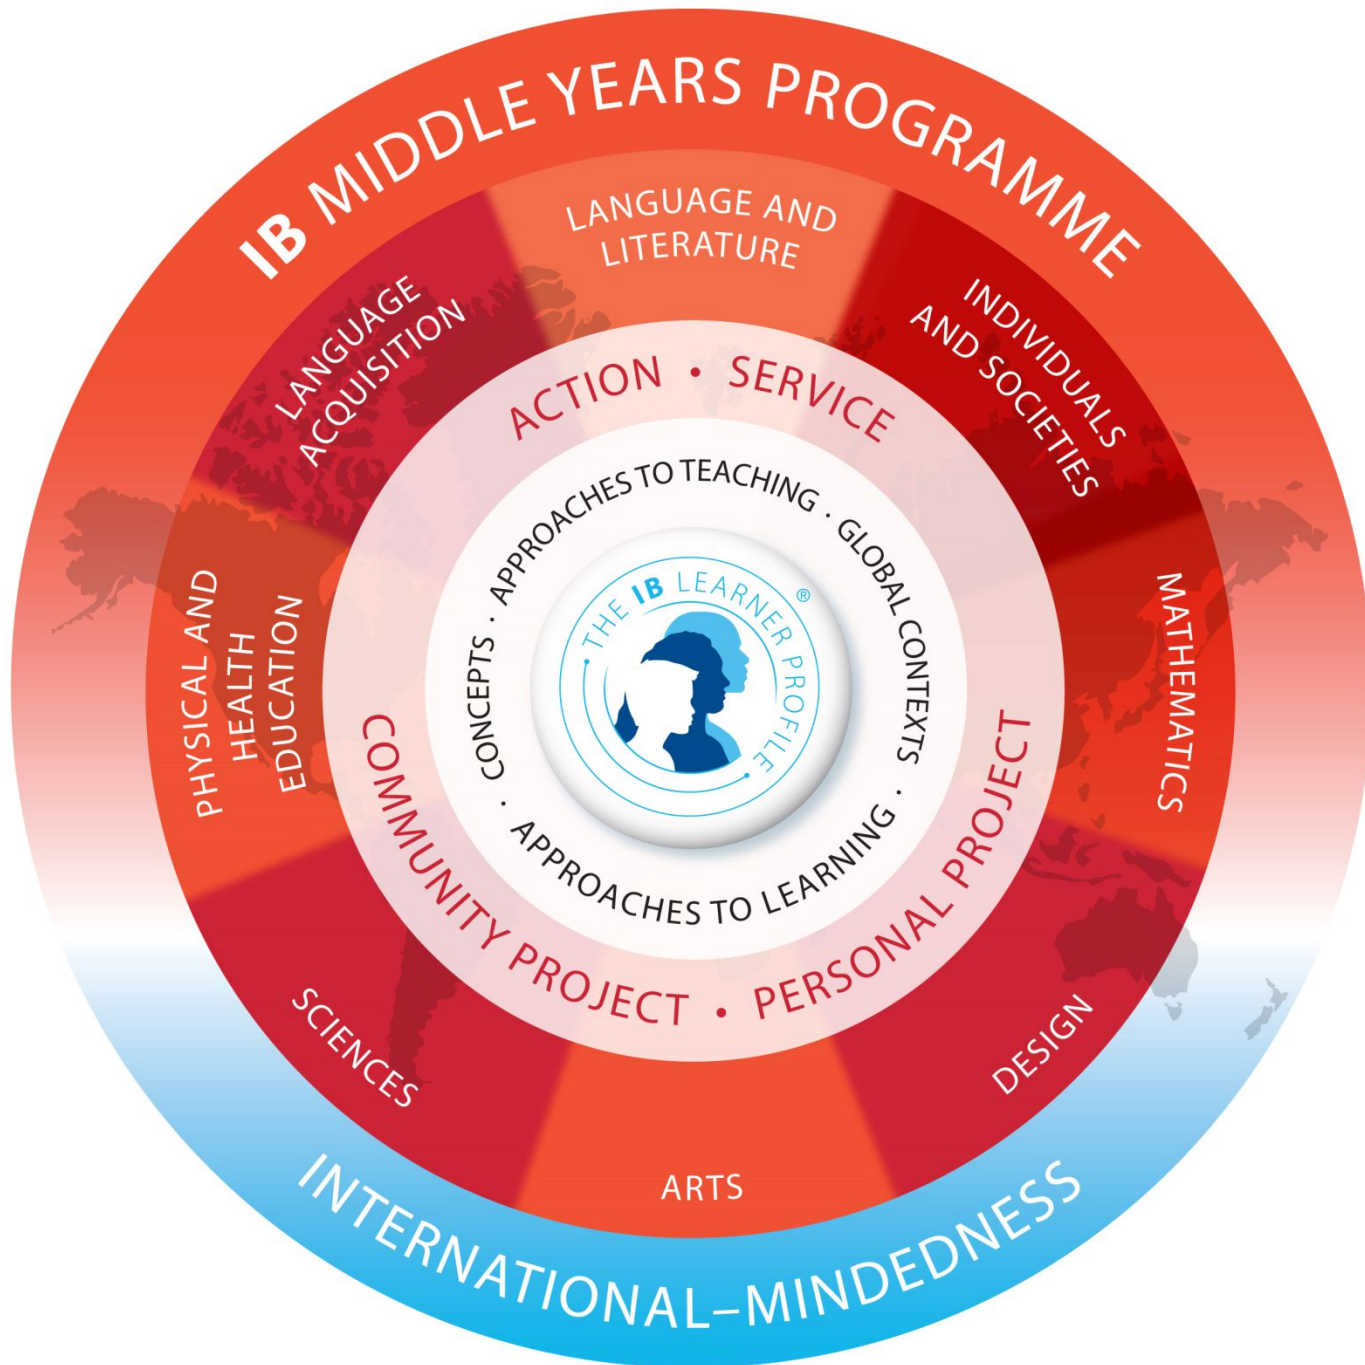 IB MIDDLE YEARS PROGRAMME
LANGUAGE AND
LITERATURE
INDIVIDUALS
AND SOCIETIES
MATHEMATICS
DESIGN
ARTS
SCIENCES
PHYSICAL AND
HEALTH
EDUCATION
LANGUAGE
ACQUISITION
ACTION • SERVICE
PERSONAL PROJECT
•
COMMUNITY PROJECT
APPROACHES TO TEACHING · GLOBAL CONTEXTS ·
APPROACHES TO LEARNING
· CONCEPTS ·
THE IB LEARNER PROFILE ®
INTERNATIONAL–MINDEDNESS